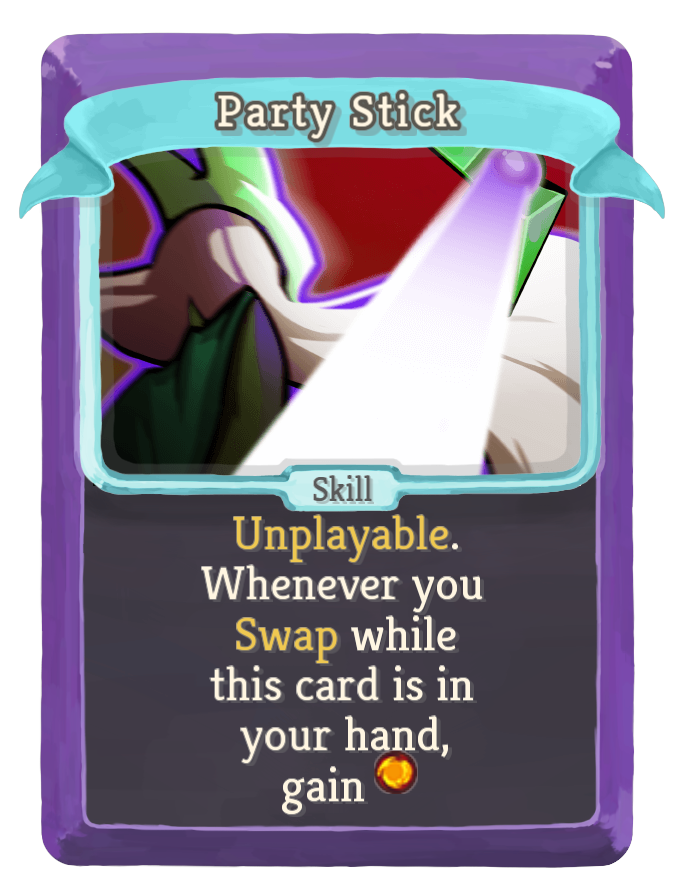 Party Stick
Skill
Unplayable.
Whenever you
Swap while
this card is in
your hand,
gain